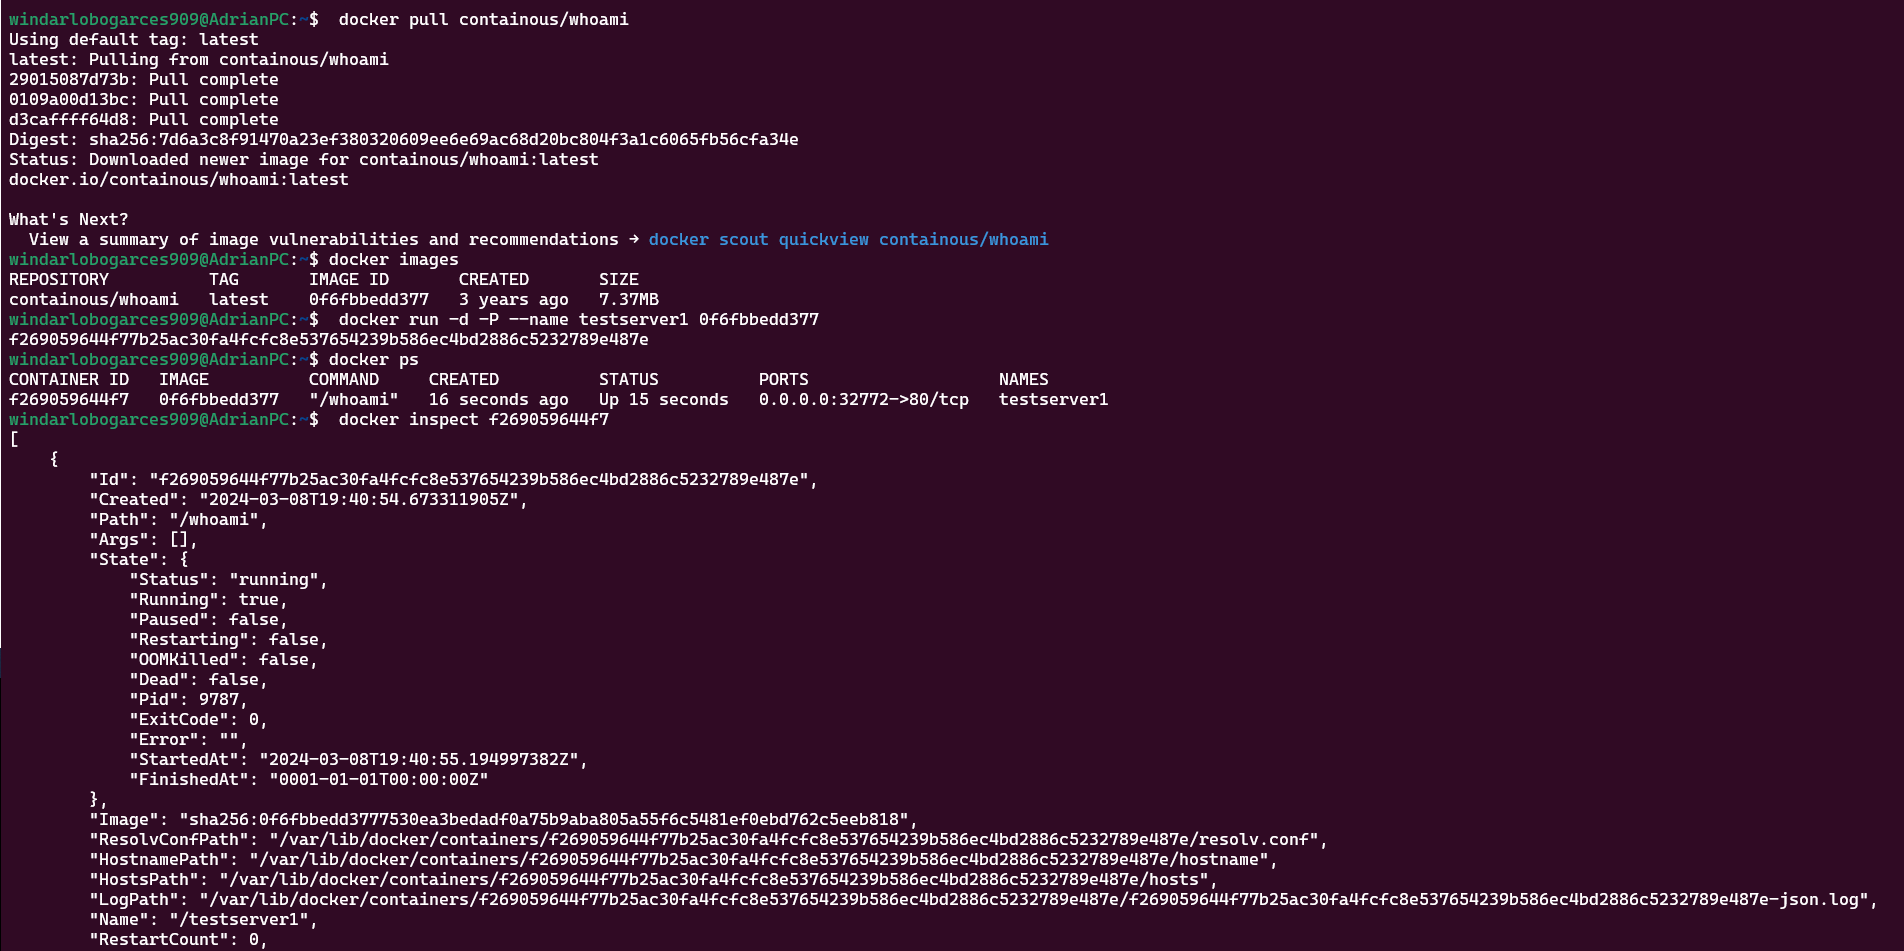 windarlobogarces909@AdrianPC:~$  docker pull containous/whoami
Using default tag: latest
latest: Pulling from containous/whoami
29015087d73b: Pull complete
0109a00d13bc: Pull complete
d3caffff64d8: Pull complete
Digest: sha256:7d6a3c8f91470a23ef380320609ee6e69ac68d20bc804f3a1c6065fb56cfa34e
Status: Downloaded newer image for containous/whoami:latest
docker.io/containous/whoami:latest

What's Next?
  View a summary of image vulnerabilities and recommendations → docker scout quickview containous/whoami
windarlobogarces909@AdrianPC:~$ docker images
REPOSITORY          TAG       IMAGE ID       CREATED       SIZE
containous/whoami   latest    0f6fbbedd377   3 years ago   7.37MB
windarlobogarces909@AdrianPC:~$  docker run -d -P --name testserver1 0f6fbbedd377
f269059644f77b25ac30fa4fcfc8e537654239b586ec4bd2886c5232789e487e
windarlobogarces909@AdrianPC:~$ docker ps
CONTAINER ID   IMAGE          COMMAND     CREATED          STATUS          PORTS                   NAMES
f269059644f7   0f6fbbedd377   "/whoami"   16 seconds ago   Up 15 seconds   0.0.0.0:32772->80/tcp   testserver1
windarlobogarces909@AdrianPC:~$  docker inspect f269059644f7
[
    {
        "Id": "f269059644f77b25ac30fa4fcfc8e537654239b586ec4bd2886c5232789e487e",
        "Created": "2024-03-08T19:40:54.673311905Z",
        "Path": "/whoami",
        "Args": [],
        "State": {
            "Status": "running",
            "Running": true,
            "Paused": false,
            "Restarting": false,
            "OOMKilled": false,
            "Dead": false,
            "Pid": 9787,
            "ExitCode": 0,
            "Error": "",
            "StartedAt": "2024-03-08T19:40:55.194997382Z",
            "FinishedAt": "0001-01-01T00:00:00Z"
        },
        "Image": "sha256:0f6fbbedd3777530ea3bedadf0a75b9aba805a55f6c5481ef0ebd762c5eeb818",
        "ResolvConfPath": "/var/lib/docker/containers/f269059644f77b25ac30fa4fcfc8e537654239b586ec4bd2886c5232789e487e/resolv.conf",
        "HostnamePath": "/var/lib/docker/containers/f269059644f77b25ac30fa4fcfc8e537654239b586ec4bd2886c5232789e487e/hostname",
        "HostsPath": "/var/lib/docker/containers/f269059644f77b25ac30fa4fcfc8e537654239b586ec4bd2886c5232789e487e/hosts",
        "LogPath": "/var/lib/docker/containers/f269059644f77b25ac30fa4fcfc8e537654239b586ec4bd2886c5232789e487e/f269059644f77b25ac30fa4fcfc8e537654239b586ec4bd2886c5232789e487e-json.log",
        "Name": "/testserver1",
        "RestartCount": 0,